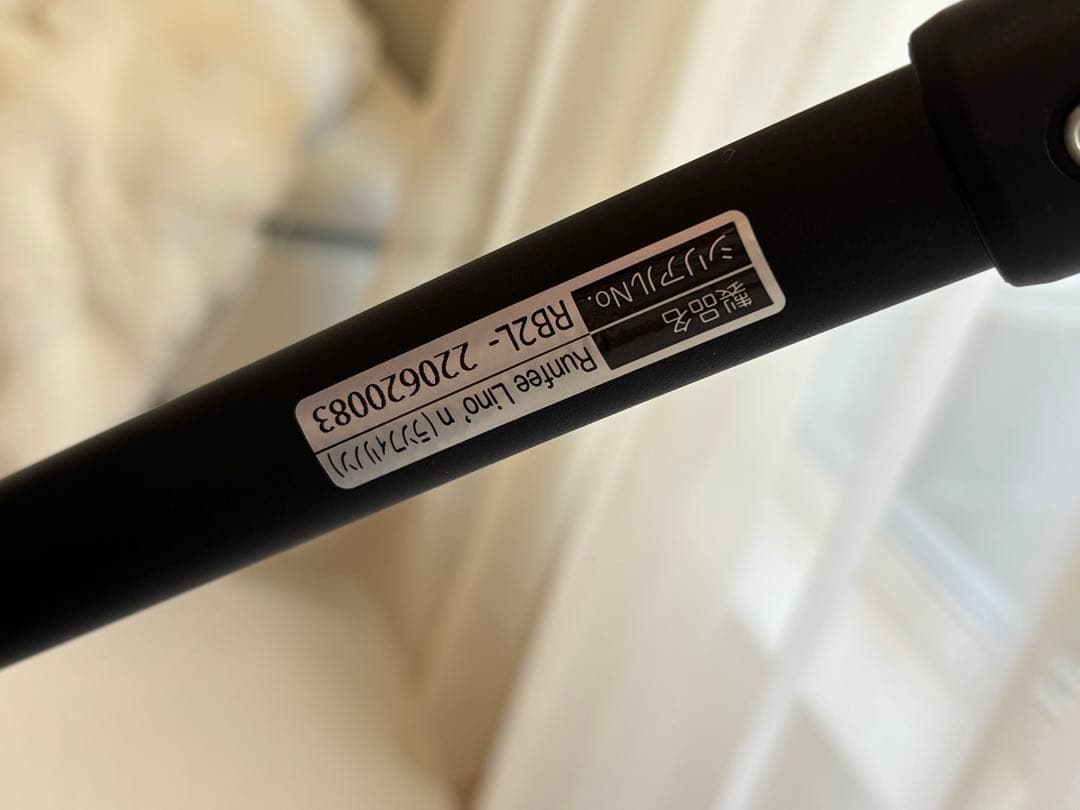 製品名 Runfee Lino'n (ランフィリノン)
シリアルNo. RB2L- 220620083